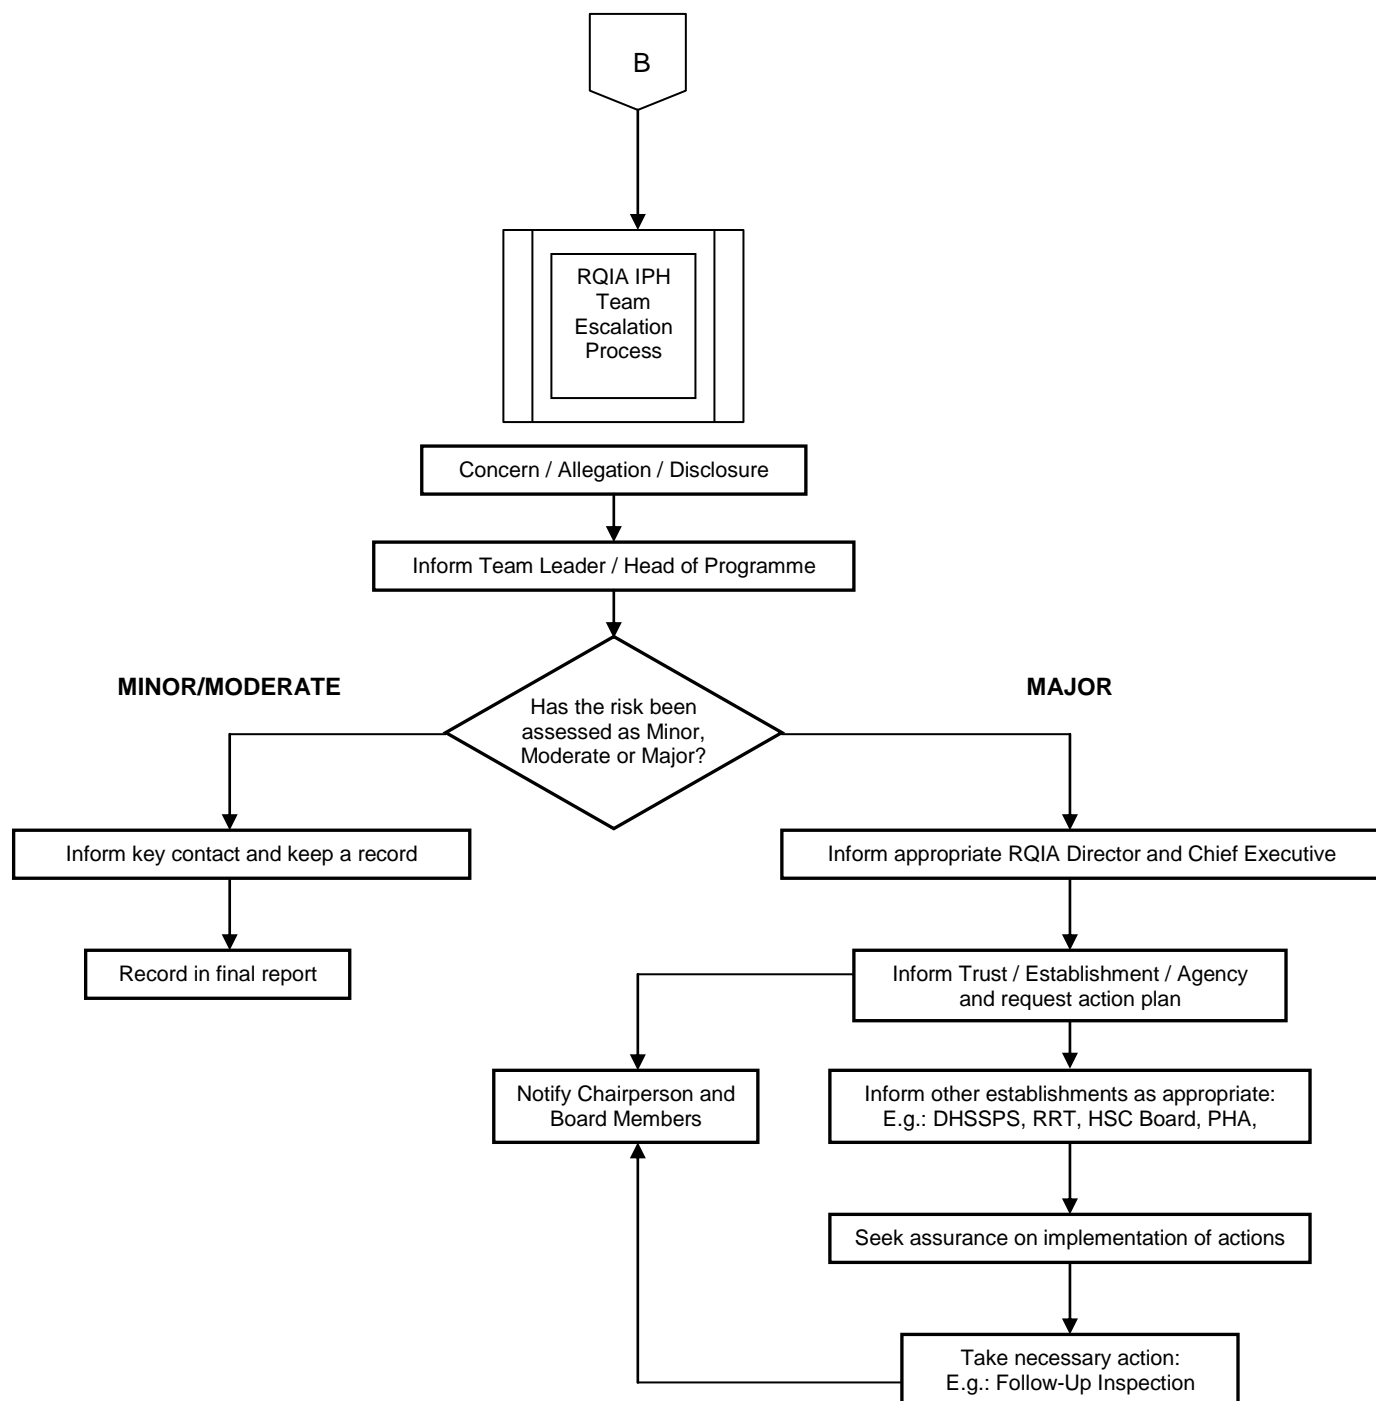 B
RQIA IPH
Team
Escalation
Process
Concern / Allegation / Disclosure
Inform Team Leader / Head of Programme
MINOR/MODERATE
MAJOR
Has the risk been
assessed as Minor,
Moderate or Major?
Inform key contact and keep a record
Inform appropriate RQIA Director and Chief Executive
Record in final report
Inform Trust / Establishment / Agency
and request action plan
Notify Chairperson and
Board Members
Inform other establishments as appropriate:
E.g.: DHSSPS, RRT, HSC Board, PHA,
Seek assurance on implementation of actions
Take necessary action:
E.g.: Follow-Up Inspection